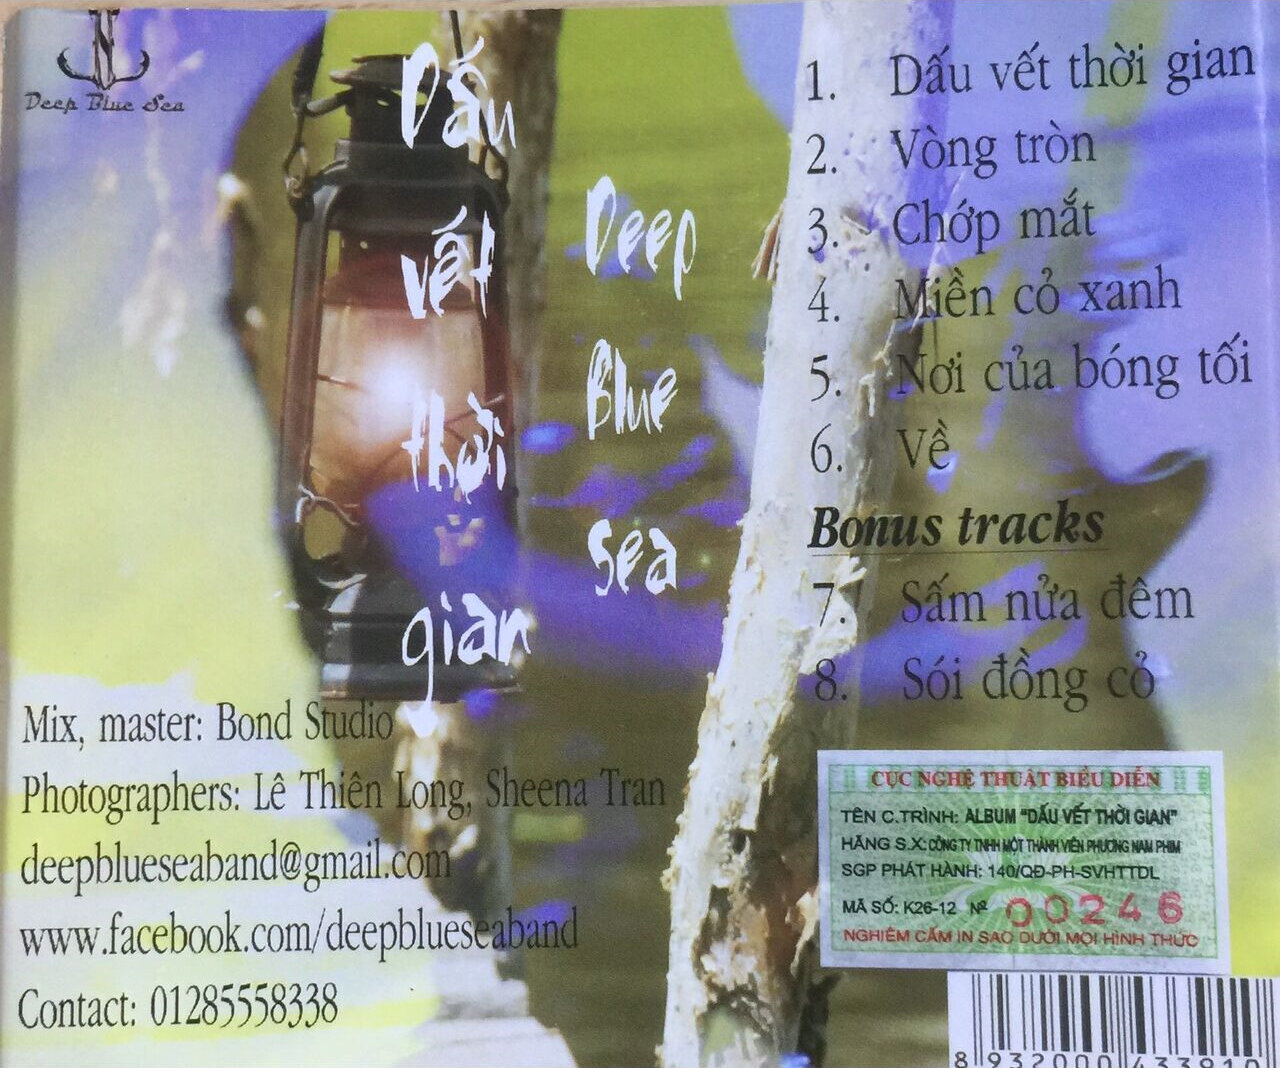 Deep Blue Sea
Dấu
vết
thời
gian
Deep
Blue
Sea
1. Dấu vết thời gian
2. Vòng tròn
3. Chớp mắt
4. Miền cỏ xanh
5. Nơi của bóng tối
6. Về
Bonus tracks
7. Sấm nửa đêm
8. Sói đồng cỏ
Mix, master: Bond Studio
Photographers: Lê Thiên Long, Sheena Tran
deepblueseaband@gmail.com
www.facebook.com/deepblueseaband
Contact: 01285558338
CỤC NGHỆ THUẬT BIỂU DIỄN
TÊN C.TRÌNH: ALBUM "DẤU VẾT THỜI GIAN"
HÃNG S.X: CÔNG TY TNHH MỘT THÀNH VIÊN PHƯƠNG NAM PHIM
SGP PHÁT HÀNH: 140/QĐ-PH-SVHTTDL
MÃ SỐ: K26-12 Nº 00246
NGHIÊM CẤM IN SAO DƯỚI MỌI HÌNH THỨC
8 932000 433910